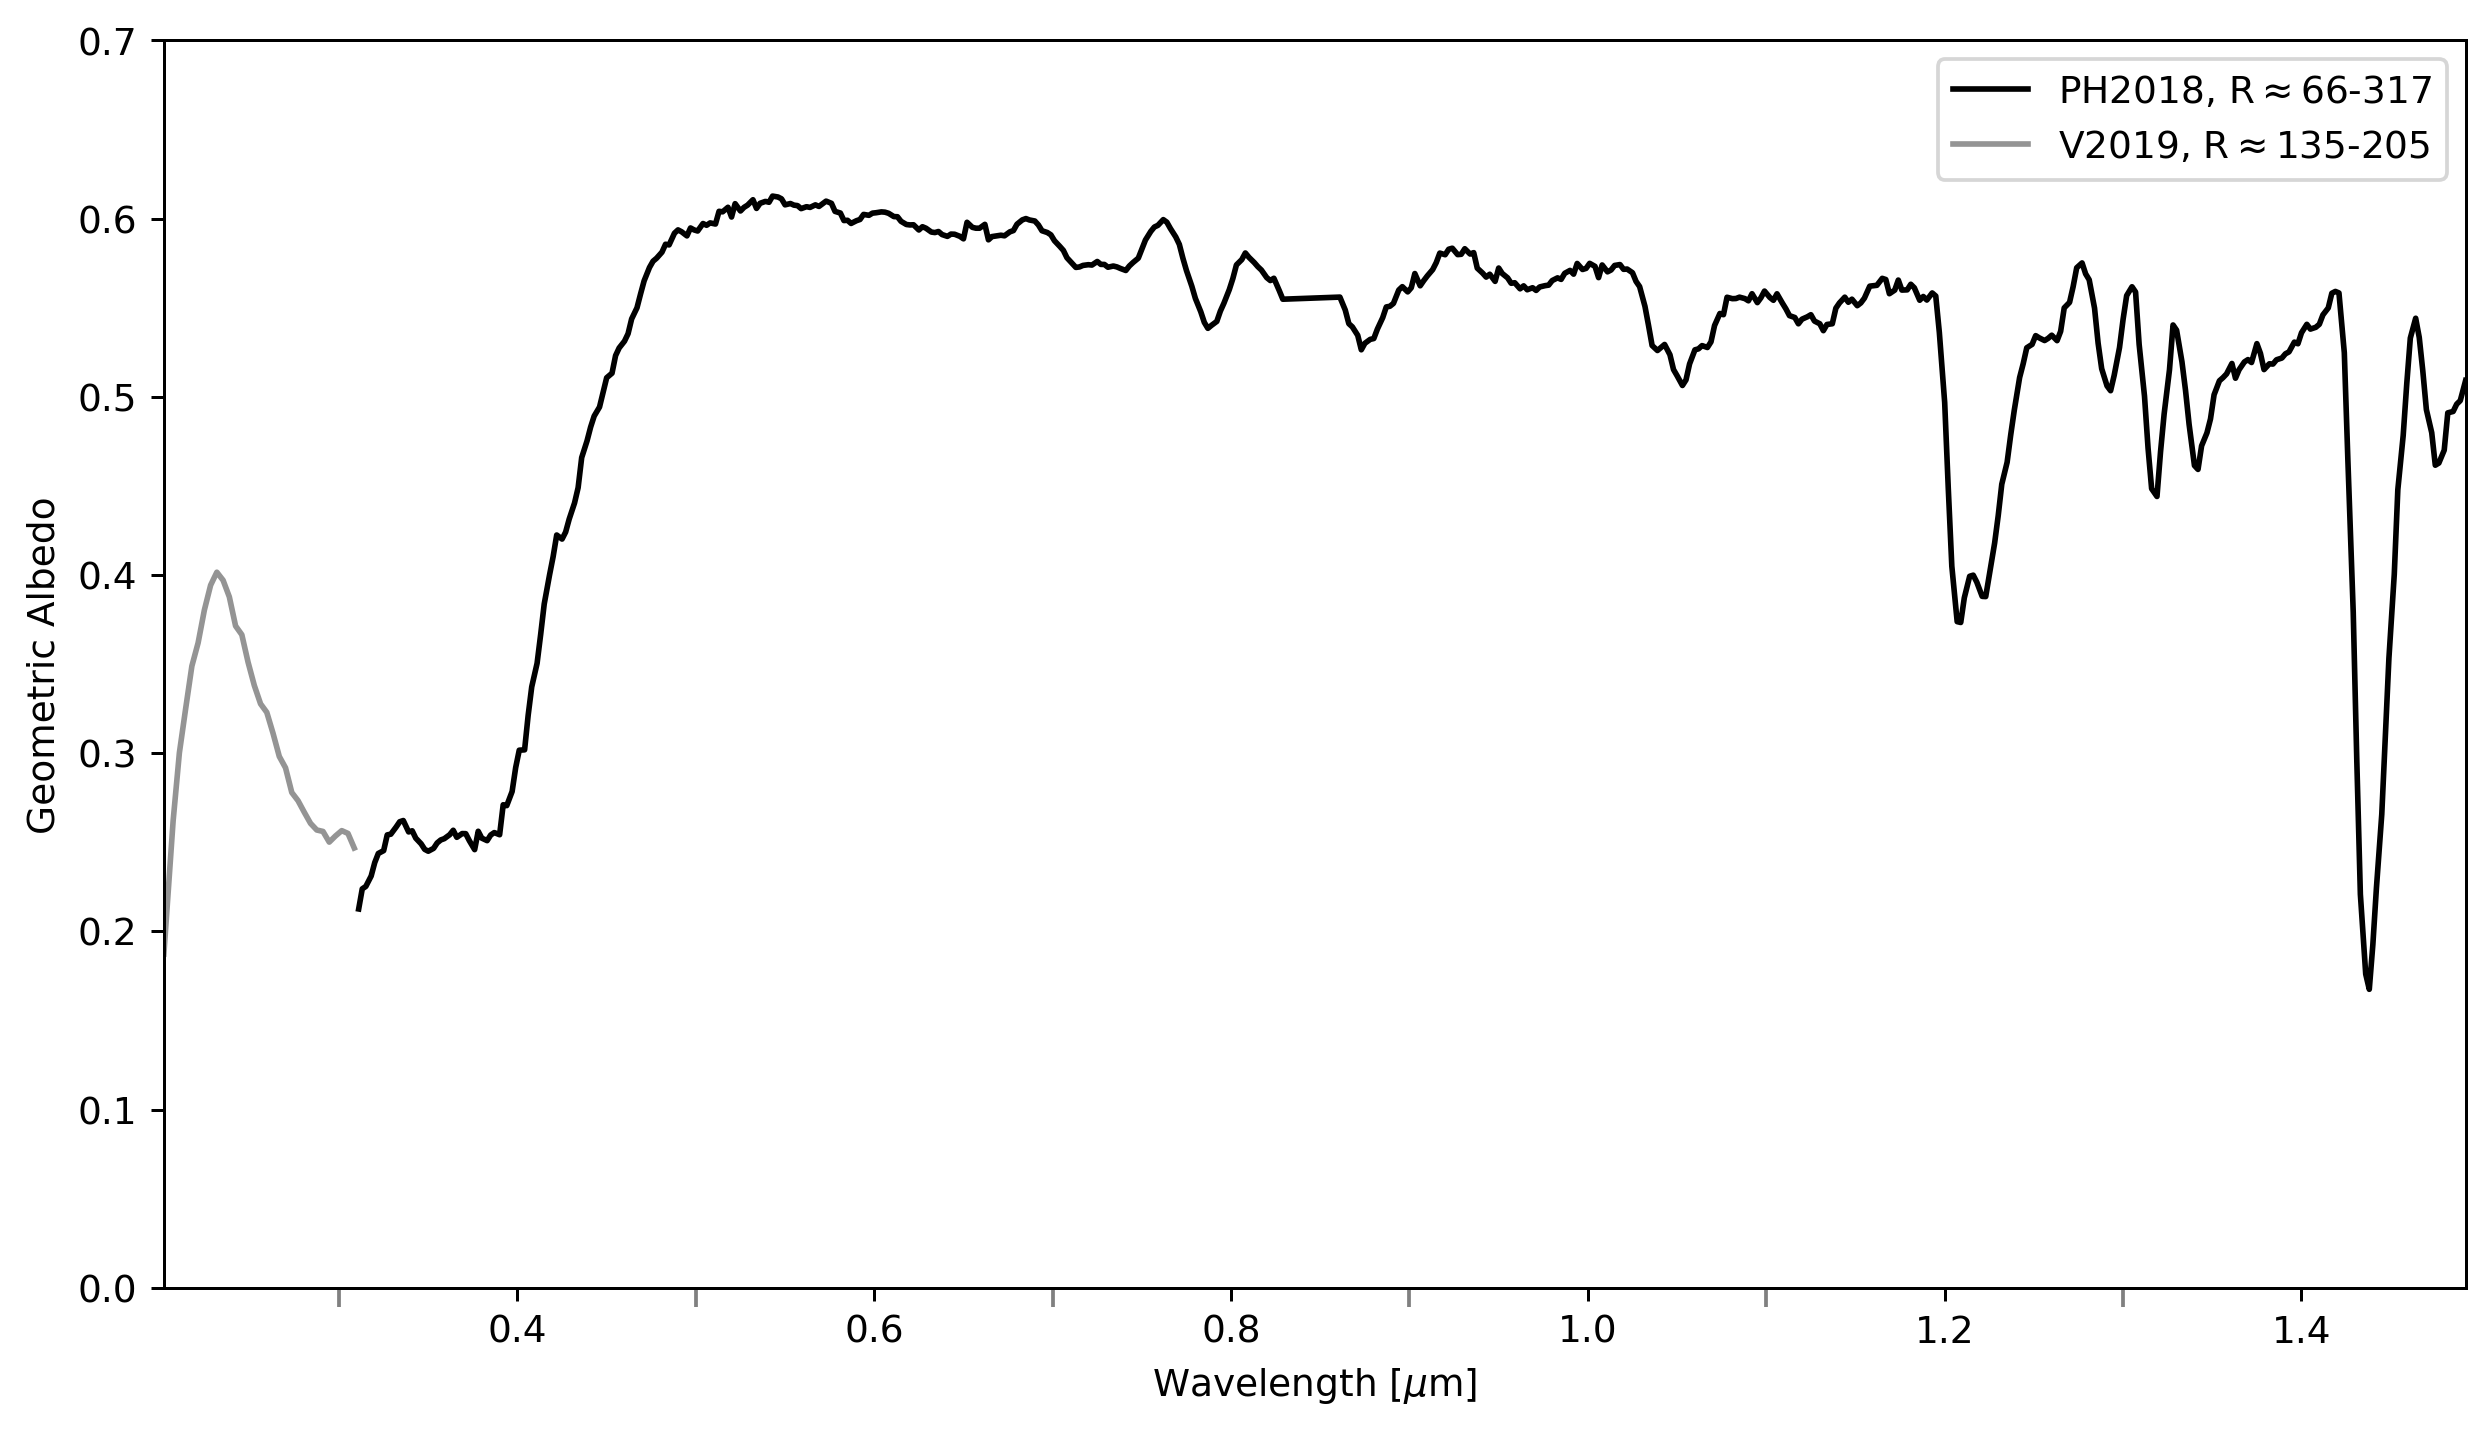 0.7
0.6
0.5
0.4
0.3
0.2
0.1
0.0
Geometric Albedo
PH2018, R ≈ 66-317
V2019, R ≈ 135-205
0.4 0.6 0.8 1.0 1.2 1.4
Wavelength [μm]